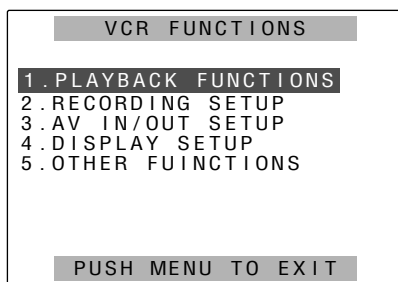 VCR FUNCTIONS
1.PLAYBACK FUNCTIONS
2.RECORDING SETUP
3.AV IN/OUT SETUP
4.DISPLAY SETUP
5.OTHER FUINCTIONS
PUSH MENU TO EXIT